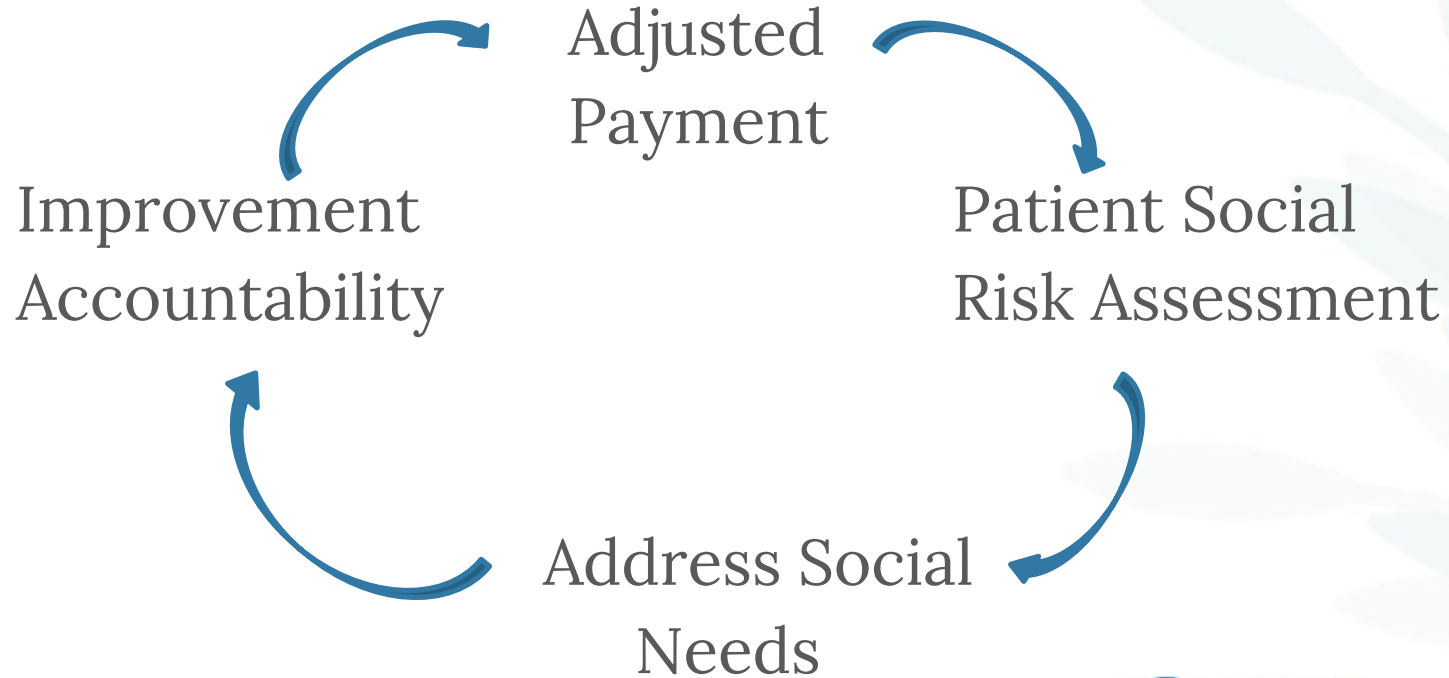 Adjusted
Payment
Patient Social
Risk Assessment
Address Social
Needs
Improvement
Accountability